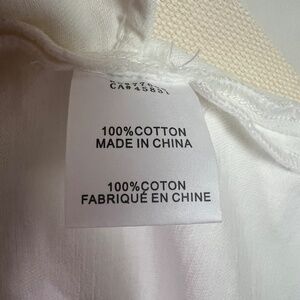 CA# 45831
100%COTTON
MADE IN CHINA
100%COTON
FABRIQUÉ EN CHINE